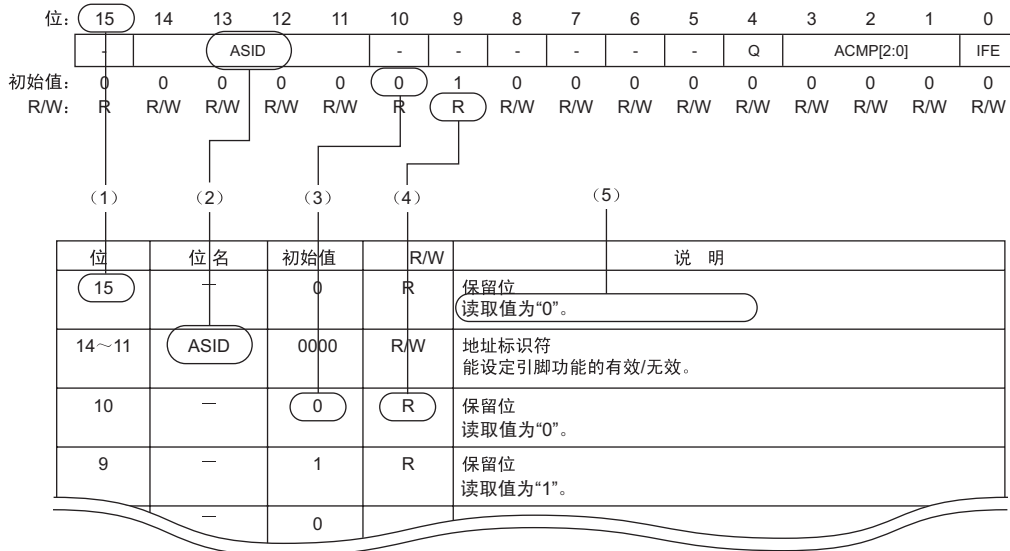 位: 15 14 13 12 11 10 9 8 7 6 5 4 3 2 1 0
- ASID - - - - - - Q ACMP[2:0] IFE
初始值: 0 0 0 0 0 0 1 0 0 0 0 0 0 0 0 0
R/W: R R/W R/W R/W R/W R R R/W R/W R/W R/W R/W R/W R/W R/W R/W
(1) (2) (3) (4) (5)
位 位名 初始值 R/W 说 明
15 — 0 R 保留位
读取值为“0”。
14～11 ASID 0000 R/W 地址标识符
能设定引脚功能的有效/无效。
10 — 0 R 保留位
读取值为“0”。
9 — 1 R 保留位
读取值为“1”。
— 0